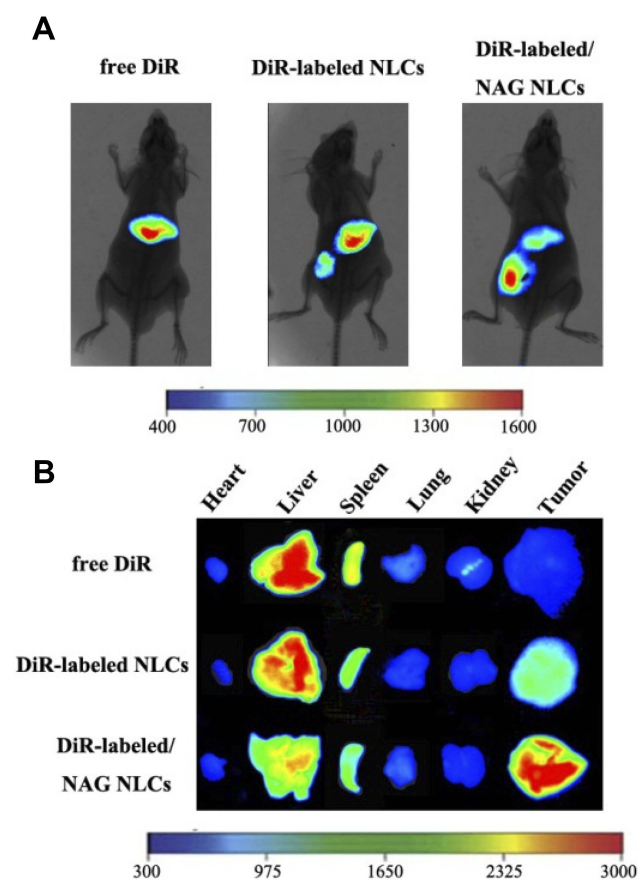 A
free DiR
DiR-labeled NLCs
DiR-labeled/
NAG NLCs
400 700 1000 1300 1600
B
Heart Liver Spleen Lung Kidney Tumor
free DiR
DiR-labeled NLCs
DiR-labeled/
NAG NLCs
300 975 1650 2325 3000